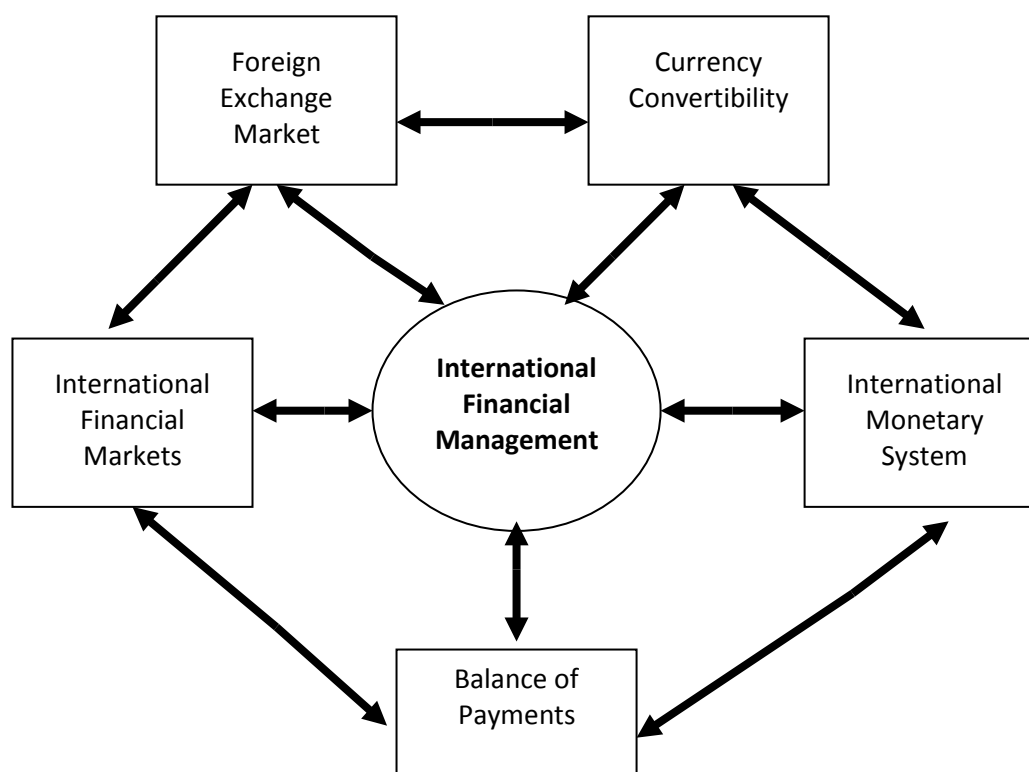 Foreign
Exchange
Market
Currency
Convertibility
International
Financial
Markets
International
Financial
Management
International
Monetary
System
Balance of
Payments